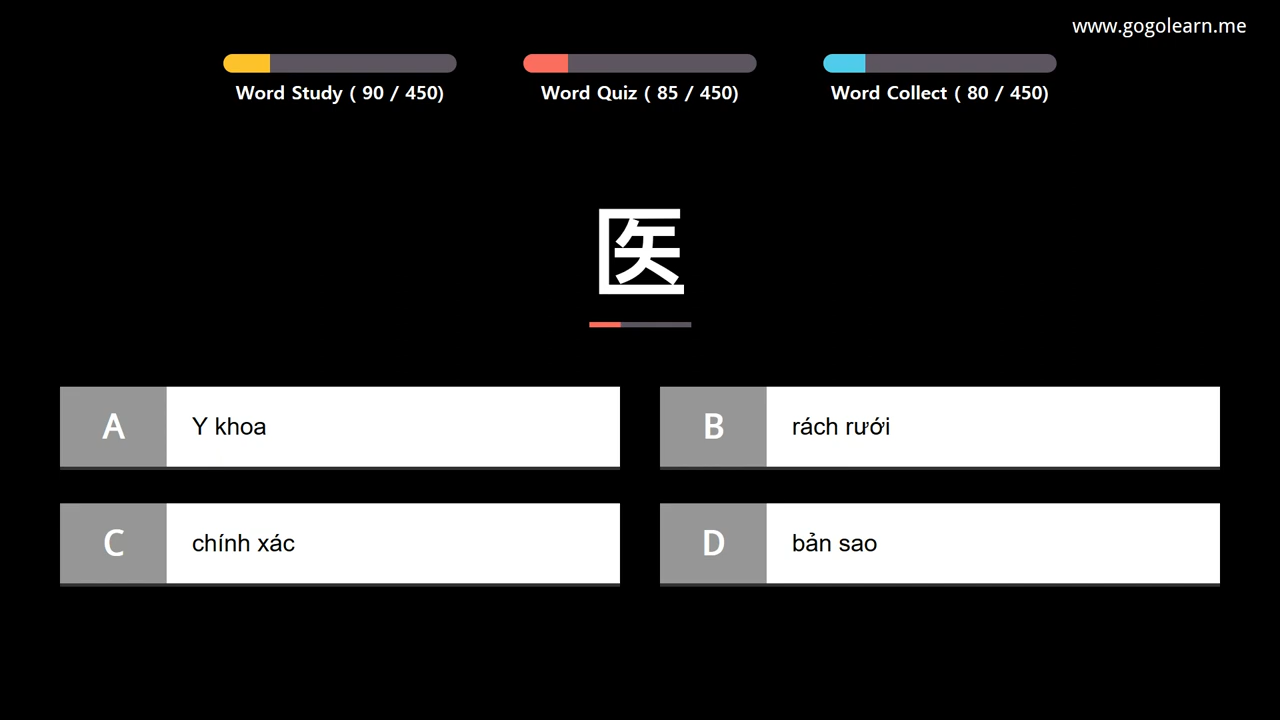 www.gogolearn.me
Word Study ( 90 / 450)
Word Quiz ( 85 / 450)
Word Collect ( 80 / 450)
医
A
Y khoa
B
rách rưới
C
chính xác
D
bản sao